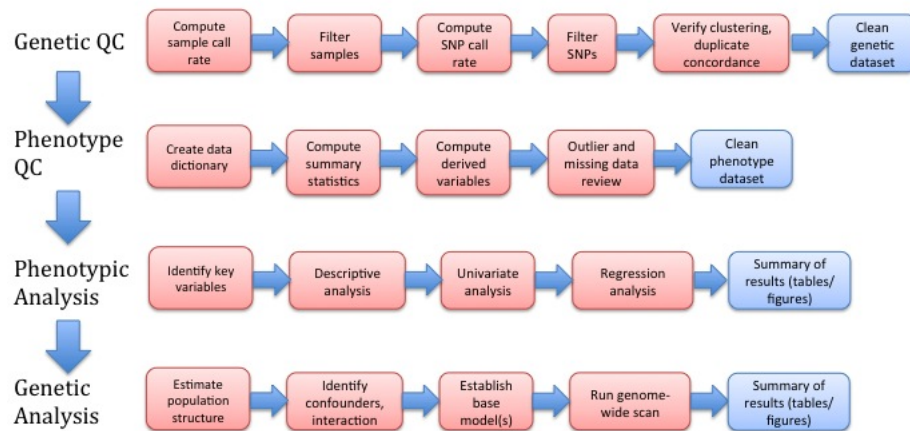 Genetic QC
Compute
sample call
rate
Filter
samples
Compute
SNP call
rate
Filter
SNPs
Verify clustering,
duplicate
concordance
Clean
genetic
dataset
Phenotype
QC
Create data
dictionary
Compute
summary
statistics
Compute
derived
variables
Outlier and
missing data
review
Clean
phenotype
dataset
Phenotypic
Analysis
Identify key
variables
Descriptive
analysis
Univariate
analysis
Regression
analysis
Summary of
results (tables/
figures)
Genetic
Analysis
Estimate
population
structure
Identify
confounders,
interaction
Establish
base
model(s)
Run genome-
wide scan
Summary of
results (tables/
figures)